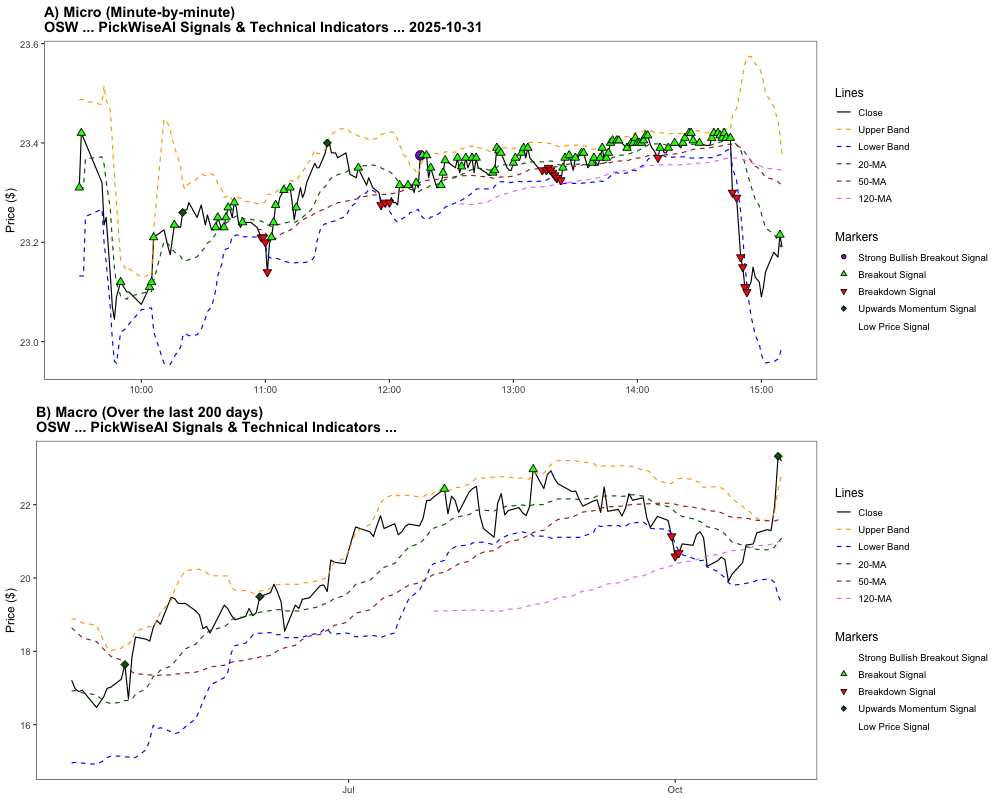 A) Micro (Minute-by-minute)
OSW ... PickWiseAI Signals & Technical Indicators ... 2025-10-31
23.6
23.4
23.2
23.0
Price ($)
10:00
11:00
12:00
13:00
14:00
15:00
Lines
Close
Upper Band
Lower Band
20-MA
50-MA
120-MA
Markers
Strong Bullish Breakout Signal
Breakout Signal
Breakdown Signal
Upwards Momentum Signal
Low Price Signal
B) Macro (Over the last 200 days)
OSW ... PickWiseAI Signals & Technical Indicators ...
22
20
18
16
Price ($)
Jul
Oct
Lines
Close
Upper Band
Lower Band
20-MA
50-MA
120-MA
Markers
Strong Bullish Breakout Signal
Breakout Signal
Breakdown Signal
Upwards Momentum Signal
Low Price Signal